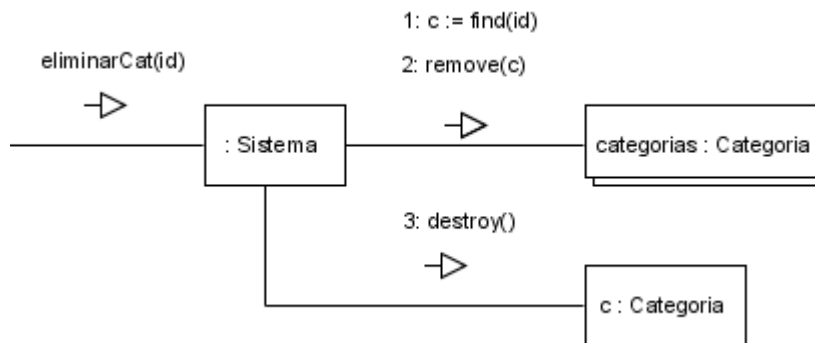 1: c := find(id)
eliminarCat(id)
2: remove(c)
: Sistema
categorias : Categoria
3: destroy()
c : Categoria